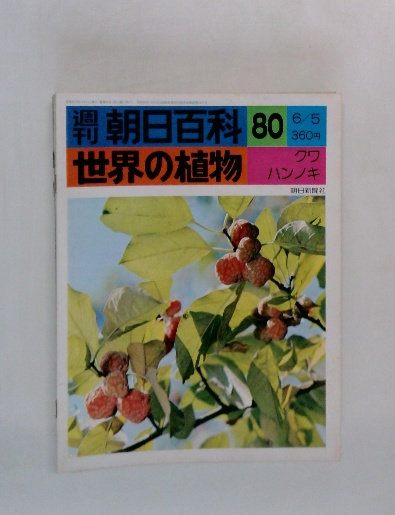 週刊 朝日百科 80 6/5
360円
世界の植物 クワ
ハンノキ
朝日新聞社